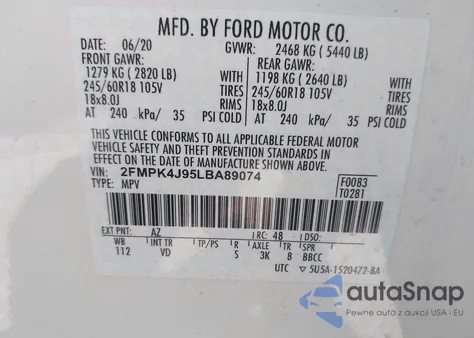 MFD. BY FORD MOTOR CO.
DATE: 06/20 GVWR: 2468 KG ( 5440 LB)
FRONT GAWR: REAR GAWR:
1279 KG ( 2820 LB) 1198 KG ( 2640 LB)
245/60R18 105V WITH TIRES 245/60R18 105V WITH TIRES
18x8.0J RIMS 18x8.0J RIMS
AT 240 kPa/ 35 PSI COLD AT 240 kPa/ 35 PSI COLD
THIS VEHICLE CONFORMS TO ALL APPLICABLE FEDERAL MOTOR
VEHICLE SAFETY AND THEFT PREVENTION STANDARDS IN
EFFECT ON THE DATE OF MANUFACTURE SHOWN ABOVE.
VIN: 2FMPK4J95LBA89074 F0083
TYPE: MPV T0281
EXT PNT: AZ RC: 48
WB INT TR TP/PS R AXLE TR SPR
112 VD S 3K 8 BBCC
UTC ▽ SU5A-1520472-BA
autoSnap
Pewne auta z aukcji USA i EU